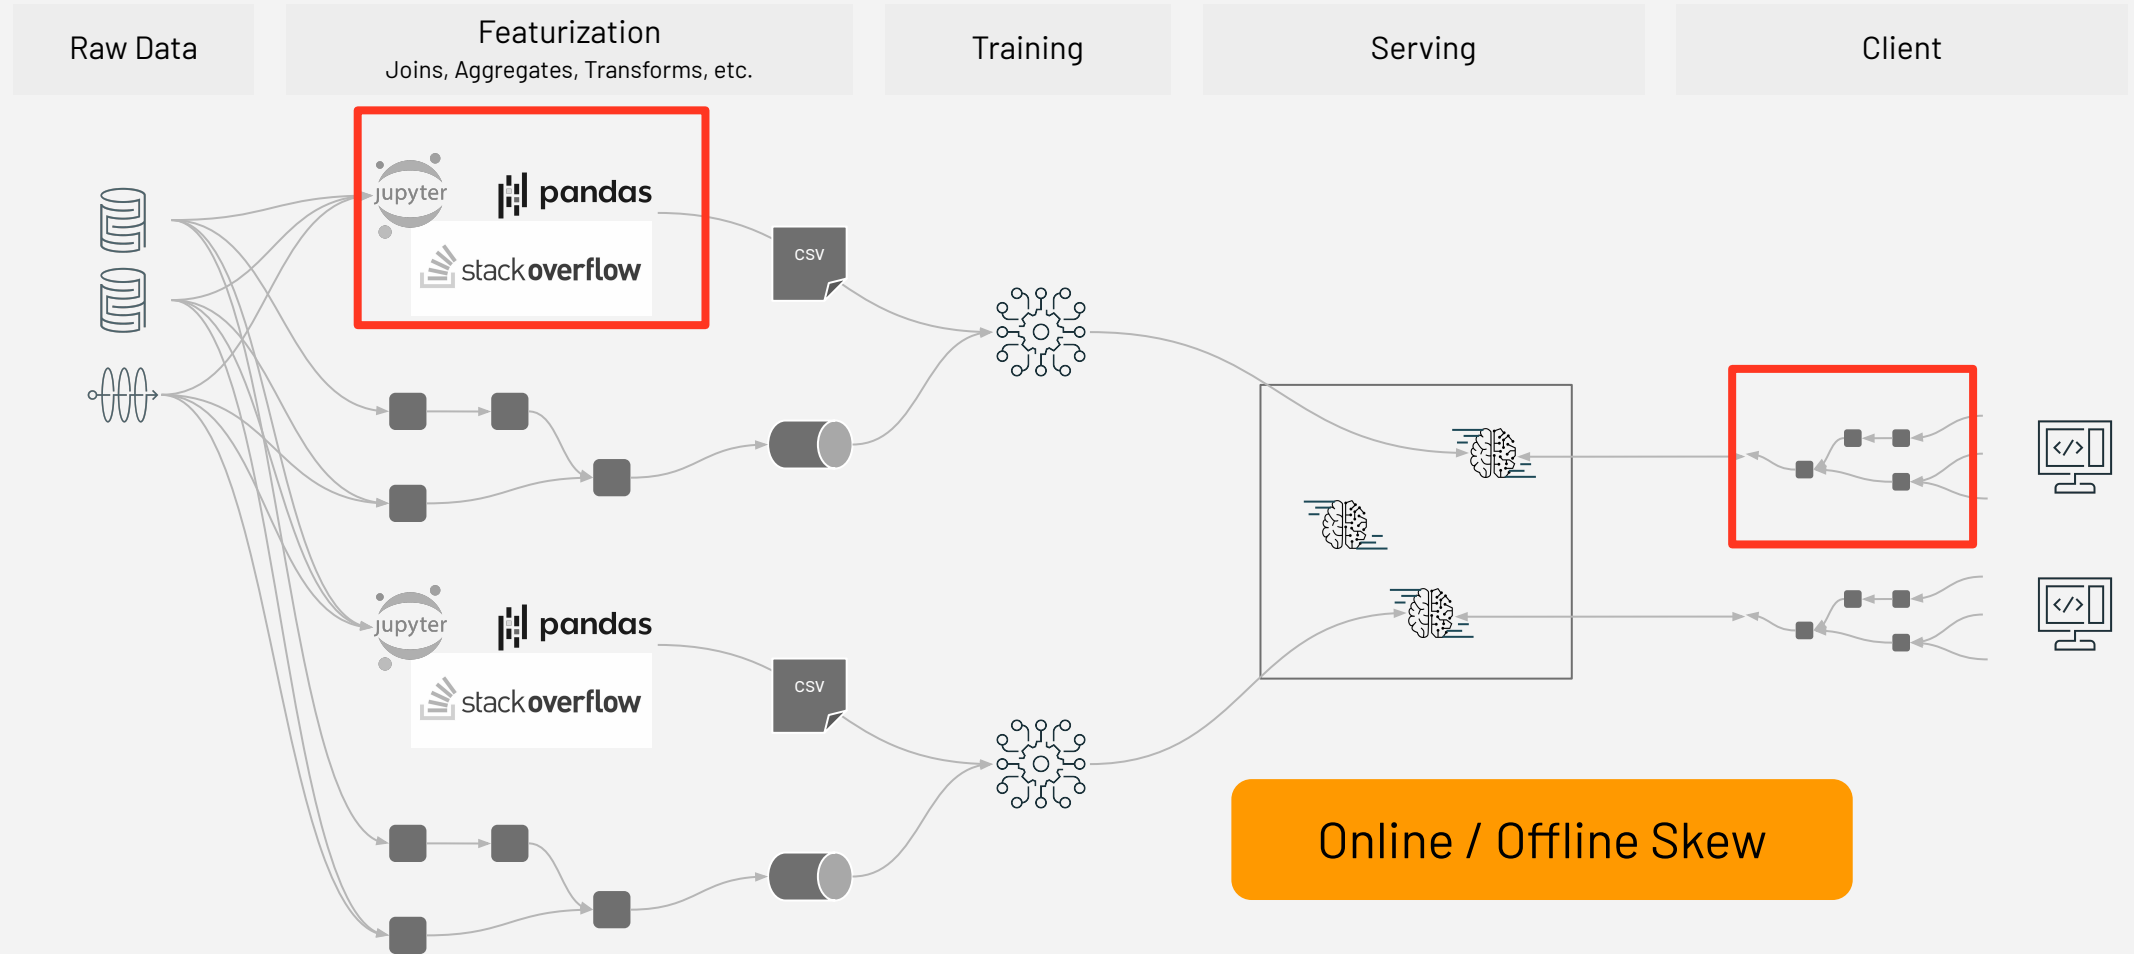 Raw Data
Featurization
Joins, Aggregates, Transforms, etc.
Training
Serving
Client
jupyter
pandas
stackoverflow
CSV
</>
jupyter
pandas
stackoverflow
CSV
</>
Online / Offline Skew